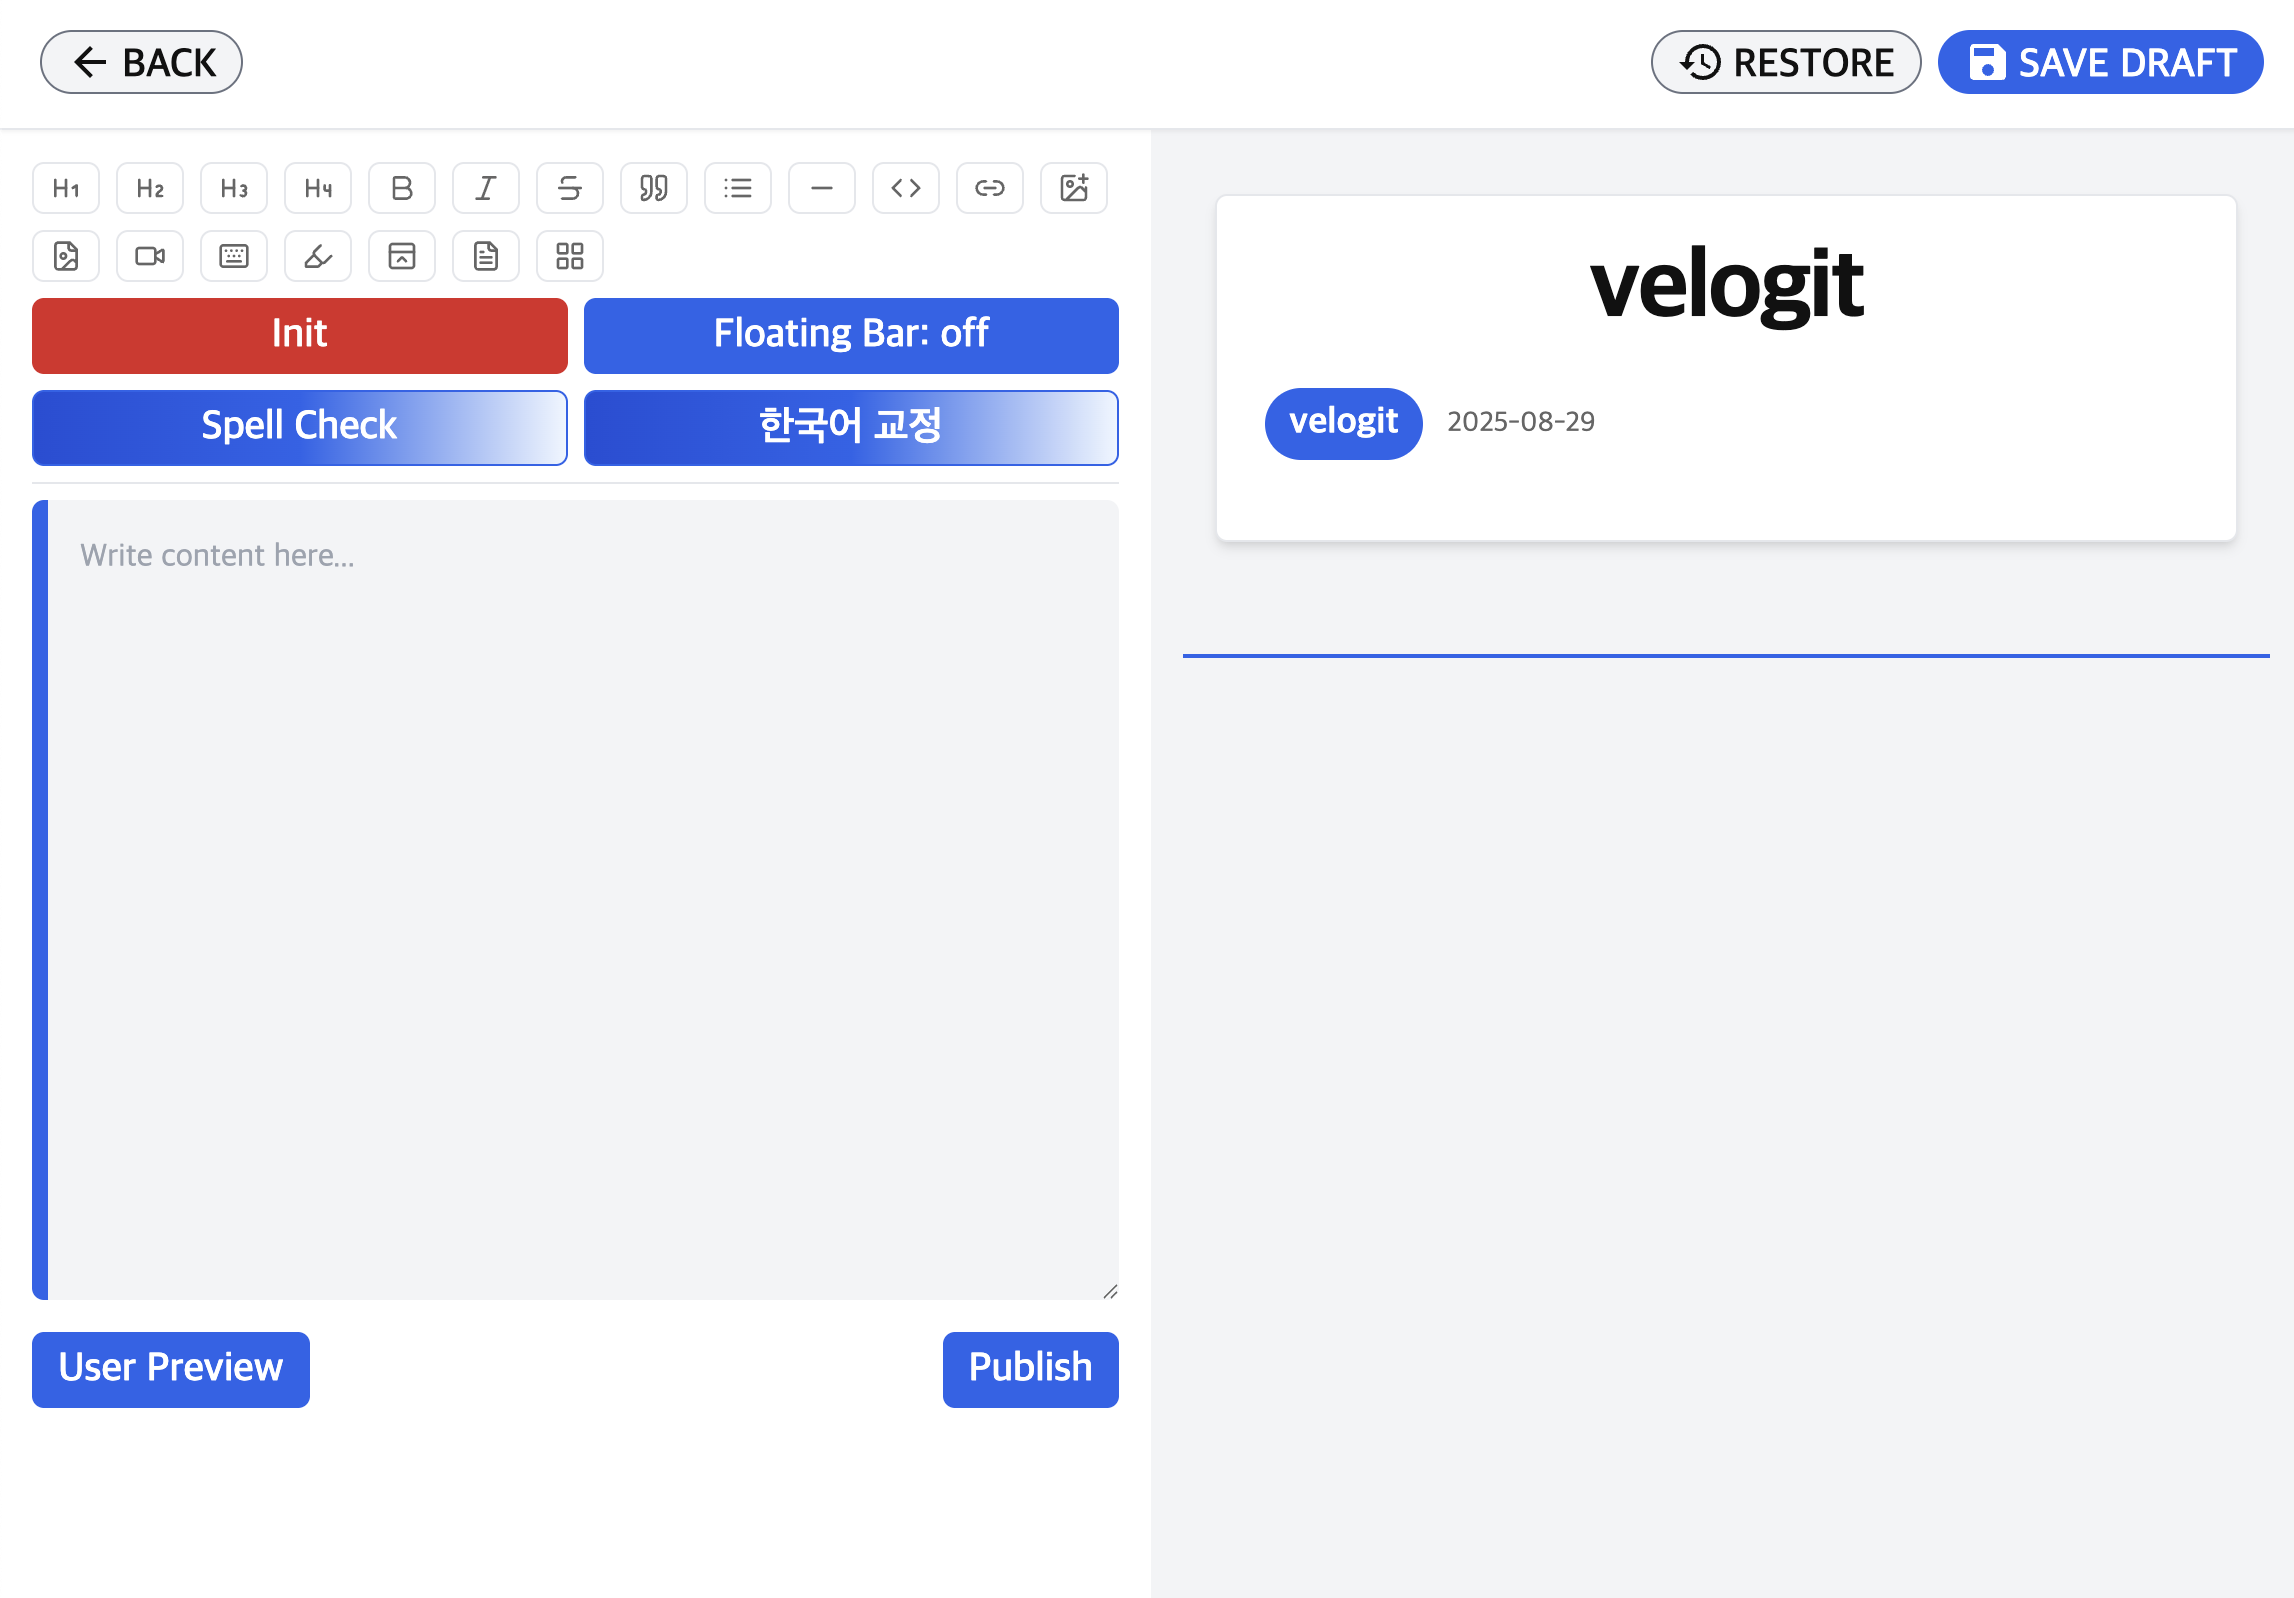 BACK
RESTORE
SAVE DRAFT
H1 H2 H3 H4 B I S
Init
Floating Bar: off
Spell Check
한국어 교정
Write content here...
User Preview
Publish
velogit
velogit
2025-08-29